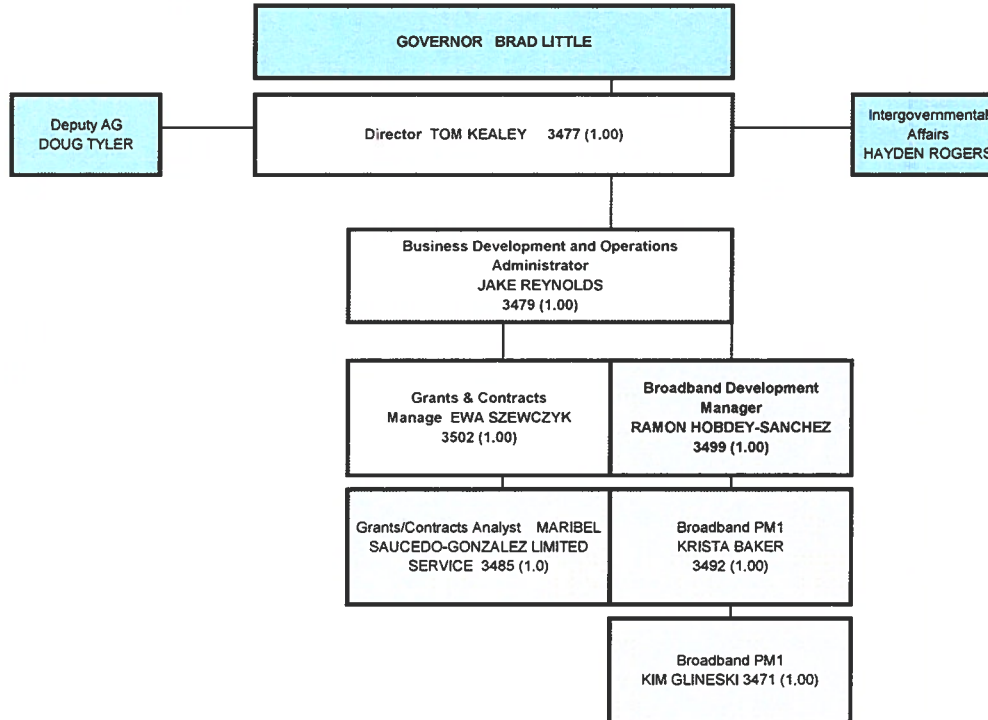 GOVERNOR BRAD LITTLE
Deputy AG
DOUG TYLER
Director TOM KEALEY 3477 (1.00)
Intergovernmental
Affairs
HAYDEN ROGERS
Business Development and Operations
Administrator
JAKE REYNOLDS
3479 (1.00)
Grants & Contracts
Manage EWA SZEWCZYK
3502 (1.00)
Broadband Development
Manager
RAMON HOBDEY-SANCHEZ
3499 (1.00)
Grants/Contracts Analyst MARIBEL
SAUCEDO-GONZALEZ LIMITED
SERVICE 3485 (1.0)
Broadband PM1
KRISTA BAKER
3492 (1.00)
Broadband PM1
KIM GLINESKI 3471 (1.00)